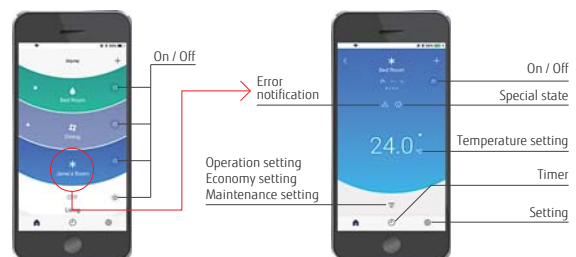 Home
+
On / Off
Bed Room
Dining
Jane's Room
OFF
Living
Error
notification
Operation setting
Economy setting
Maintenance setting
Bed Room
+
24.0
On / Off
Special state
Temperature setting
Timer
Setting